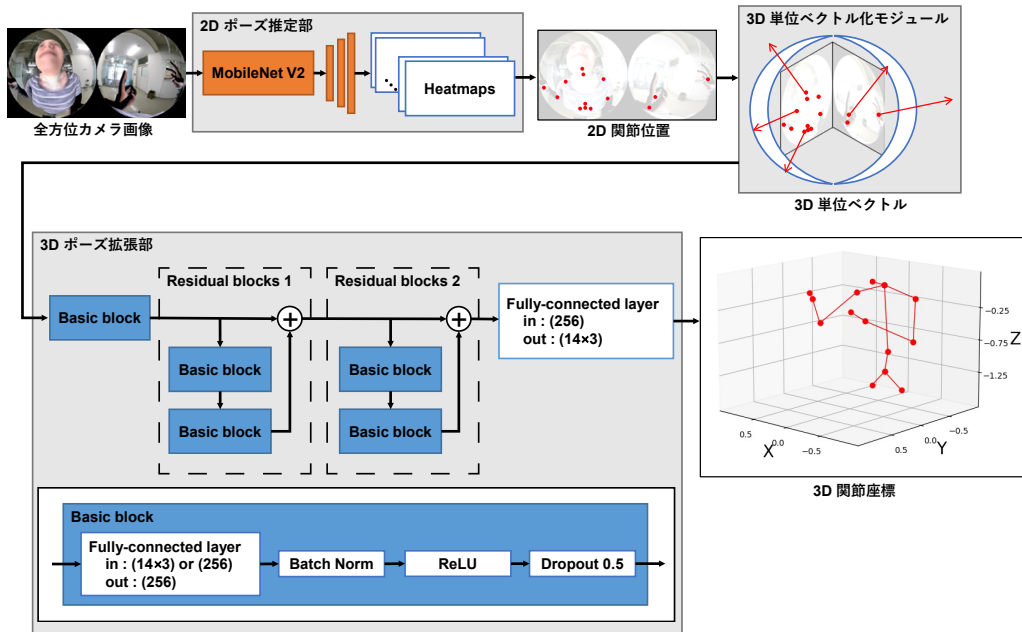 2D ポーズ推定部
MobileNet V2
Heatmaps
全方位カメラ画像
2D 関節位置
3D 単位ベクトル化モジュール
3D 単位ベクトル
3D ポーズ拡張部
Basic block
Residual blocks 1
Basic block
Basic block
Residual blocks 2
Basic block
Basic block
Fully-connected layer
in : (256)
out : (14×3)
Z
−0.25
−0.75
−1.25
X
0.5
0.0
−0.5
Y
0.5
0.0
−0.5
3D 関節座標
Basic block
Fully-connected layer
in : (14×3) or (256)
out : (256)
Batch Norm
ReLU
Dropout 0.5